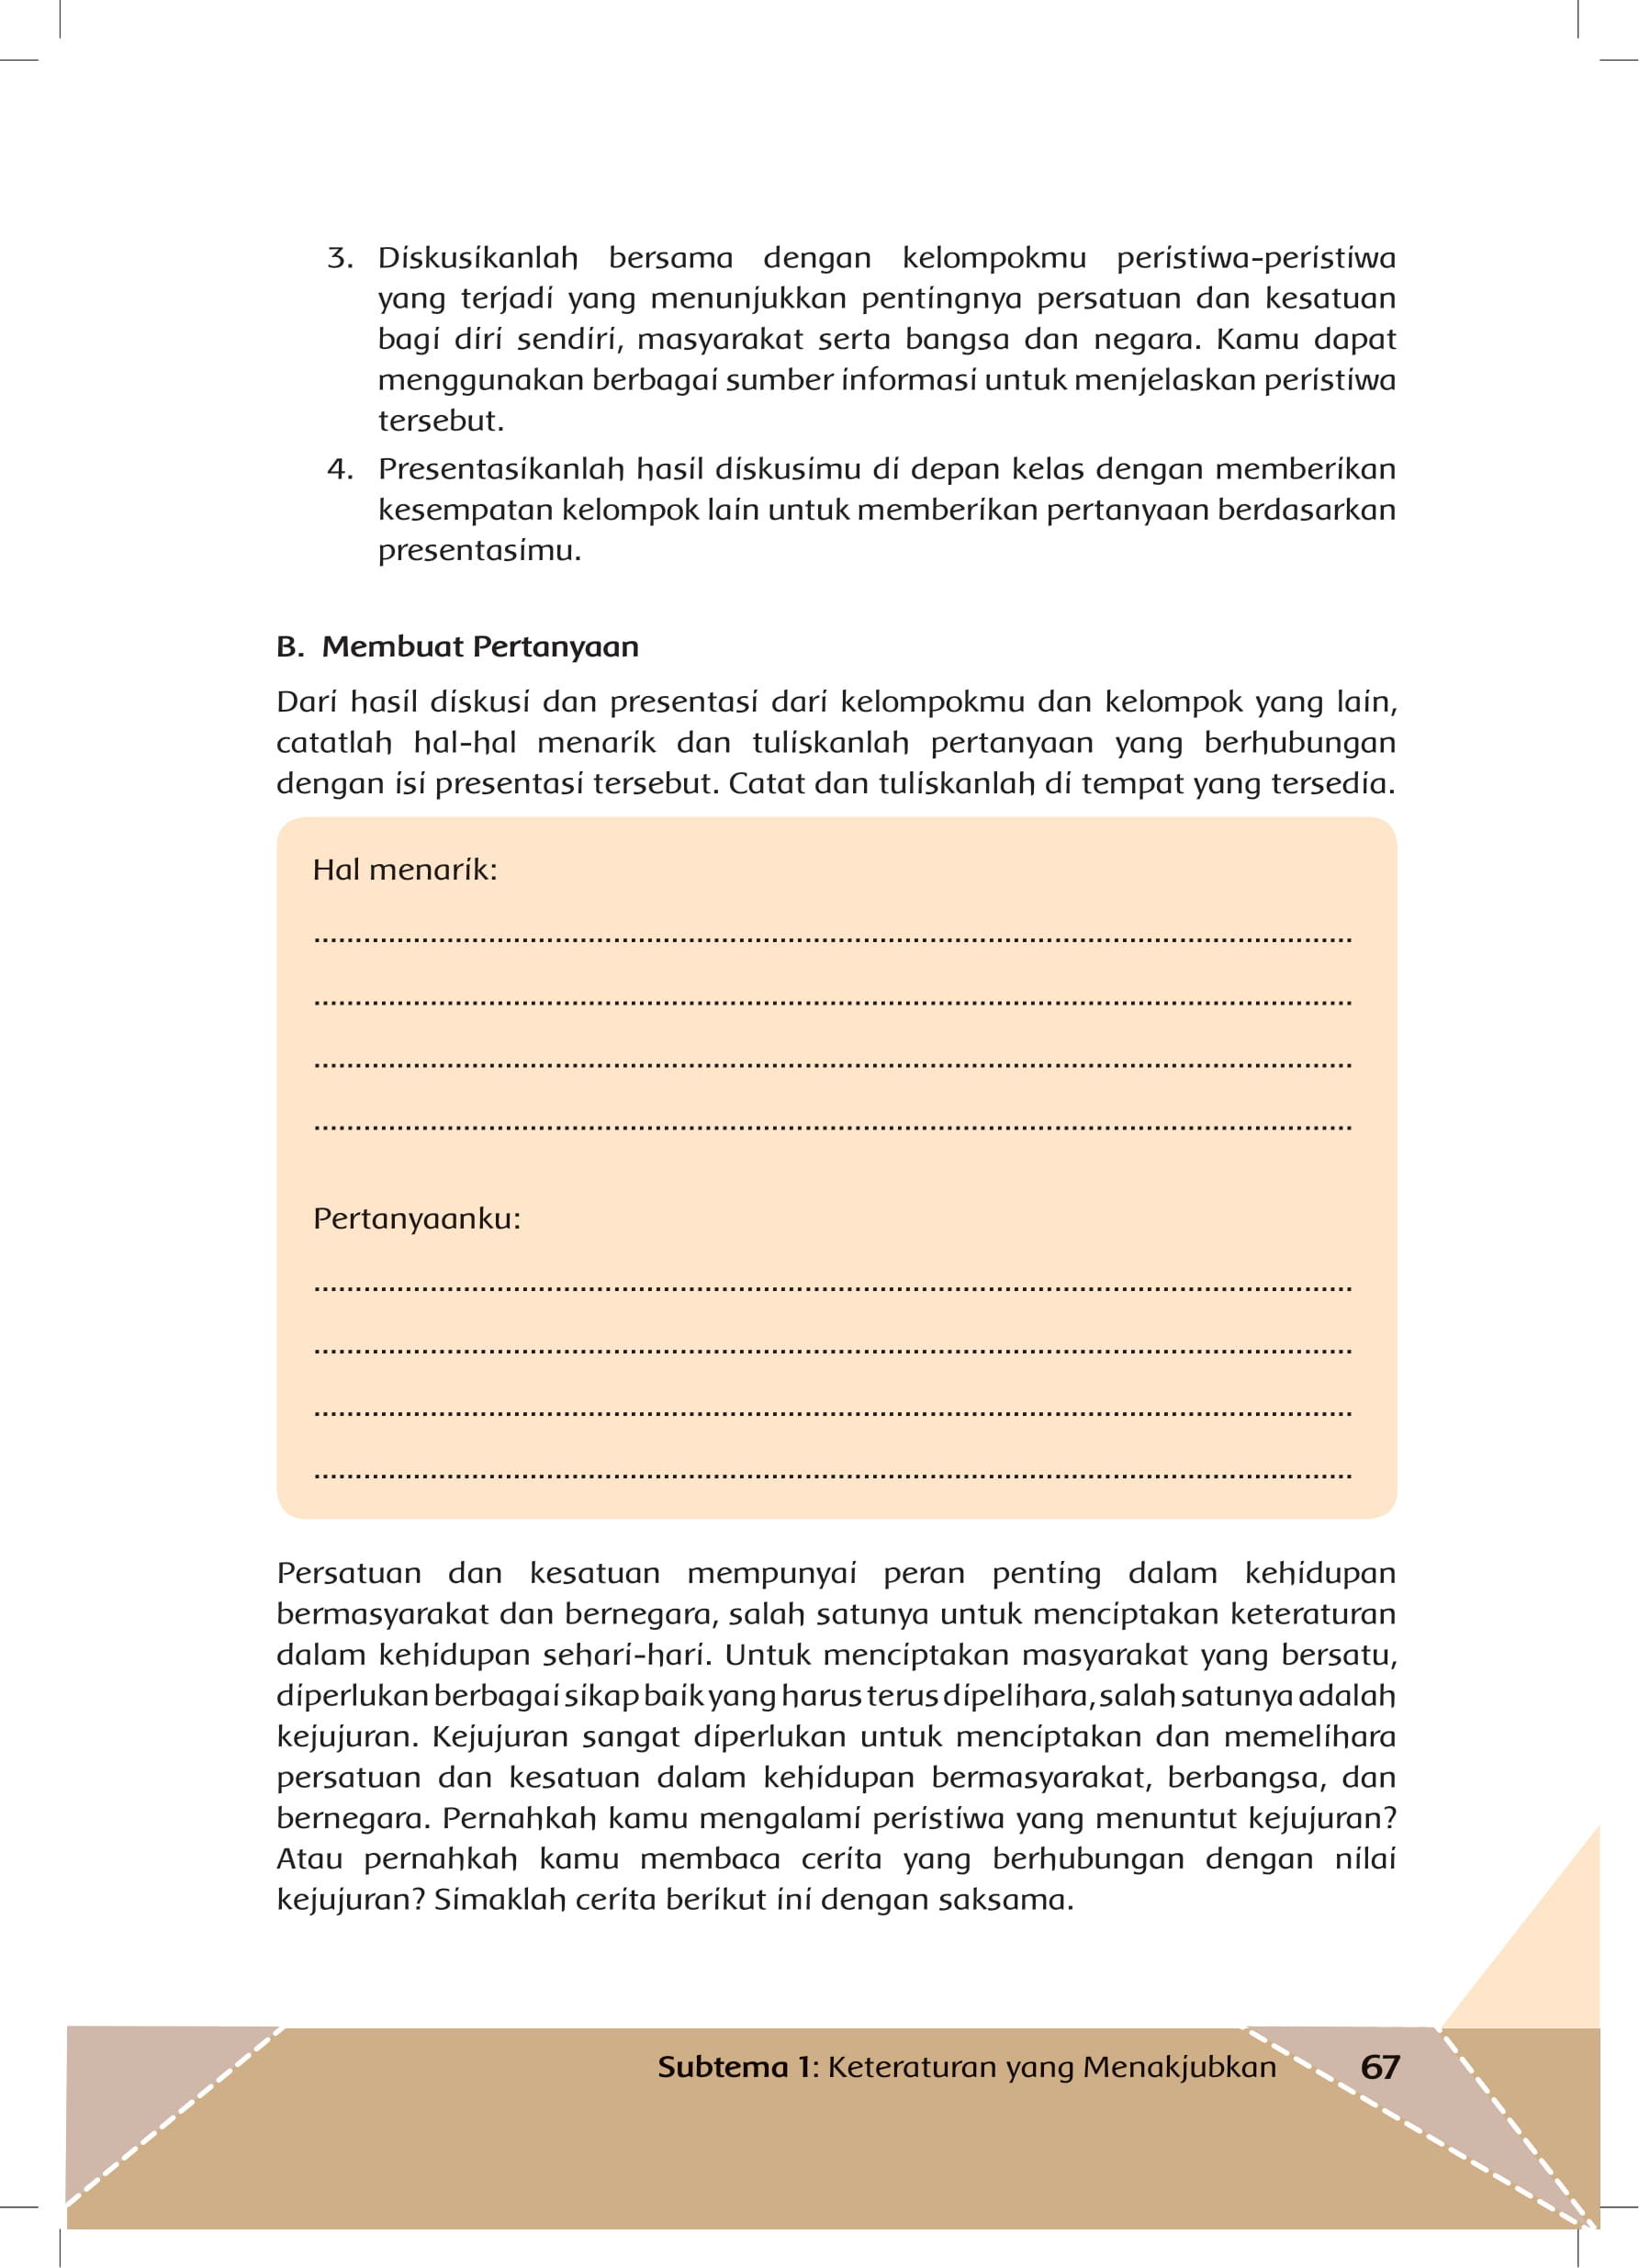 3. Diskusikanlah bersama dengan kelompokmu peristiwa-peristiwa
yang terjadi yang menunjukkan pentingnya persatuan dan kesatuan
bagi diri sendiri, masyarakat serta bangsa dan negara. Kamu dapat
menggunakan berbagai sumber informasi untuk menjelaskan peristiwa
tersebut.
4. Presentasikanlah hasil diskusimu di depan kelas dengan memberikan
kesempatan kelompok lain untuk memberikan pertanyaan berdasarkan
presentasimu.
B. Membuat Pertanyaan
Dari hasil diskusi dan presentasi dari kelompokmu dan kelompok yang lain,
catatlah hal-hal menarik dan tuliskanlah pertanyaan yang berhubungan
dengan isi presentasi tersebut. Catat dan tuliskanlah di tempat yang tersedia.
Hal menarik:
Pertanyaanku:
Persatuan dan kesatuan mempunyai peran penting dalam kehidupan
bermasyarakat dan bernegara, salah satunya untuk menciptakan keteraturan
dalam kehidupan sehari-hari. Untuk menciptakan masyarakat yang bersatu,
diperlukan berbagai sikap baik yang harus terus dipelihara, salah satunya adalah
kejujuran. Kejujuran sangat diperlukan untuk menciptakan dan memelihara
persatuan dan kesatuan dalam kehidupan bermasyarakat, berbangsa, dan
bernegara. Pernahkah kamu mengalami peristiwa yang menuntut kejujuran?
Atau pernahkah kamu membaca cerita yang berhubungan dengan nilai
kejujuran? Simaklah cerita berikut ini dengan saksama.
Subtema 1: Keteraturan yang Menakjubkan 67